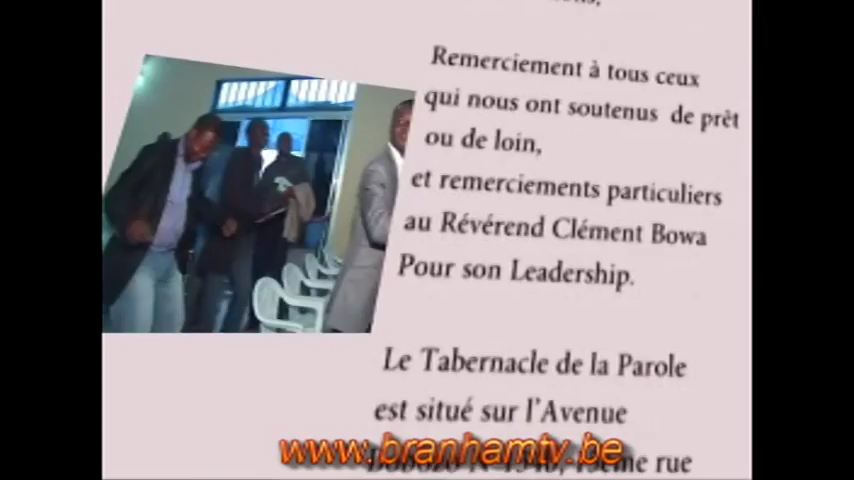 Remerciement à tous ceux
qui nous ont soutenus de prêt
ou de loin,
et remerciements particuliers
au Révérend Clément Bowa
Pour son Leadership.
Le Tabernacle de la Parole
est situé sur l'Avenue
rue
www.branhamtv.be